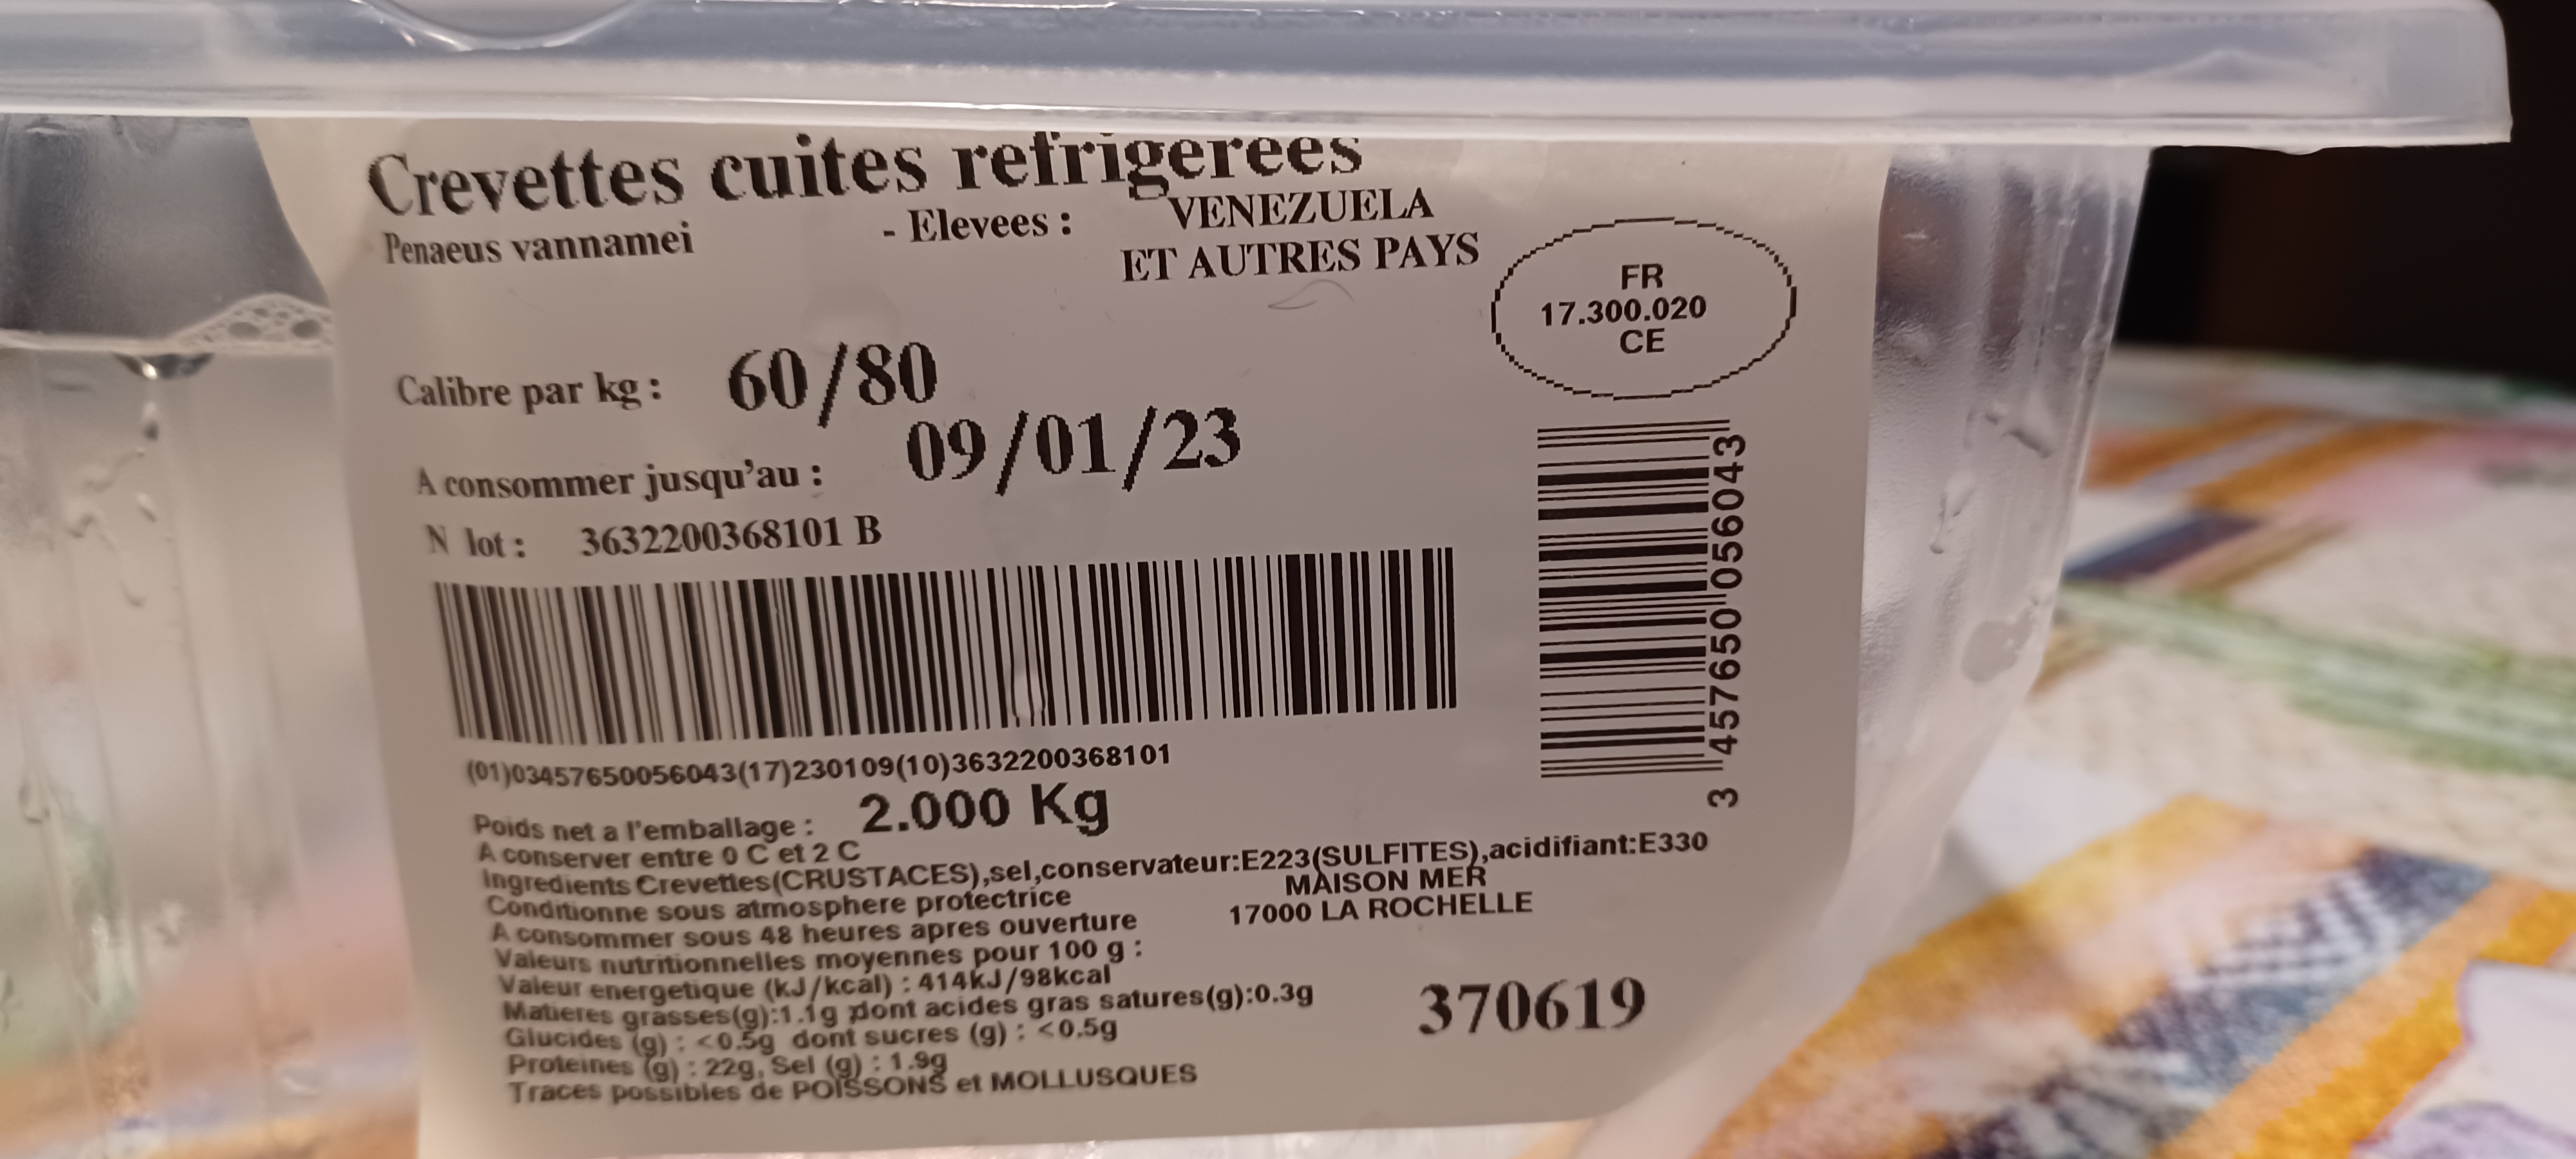 Crevettes cuites refrigerees
Penaeus vannamei - Elevees : VENEZUELA
ET AUTRES PAYS
FR
17.300.020
CE
Calibre par kg : 60/80
A consommer jusqu'au : 09/01/23
N lot : 3632200368101 B
(01)03457650056043(17)230109(10)3632200368101
3 457650 056043
Poids net a l'emballage : 2.000 Kg
A conserver entre 0 C et 2 C
Ingredients Crevettes(CRUSTACES),sel,conservateur:E223(SULFITES),acidifiant:E330
Conditionne sous atmosphere protectrice
MAISON MER
A consommer sous 48 heures apres ouverture
17000 LA ROCHELLE
Valeurs nutritionnelles moyennes pour 100 g :
Valeur energetique (kJ/kcal) : 414kJ/98kcal
Matieres grasses(g):1.1g dont acides gras satures(g):0.3g
Glucides (g) : <0.5g dont sucres (g) : <0.5g
Proteines (g) : 22g, Sel (g) : 1.9g
Traces possibles de POISSONS et MOLLUSQUES
370619